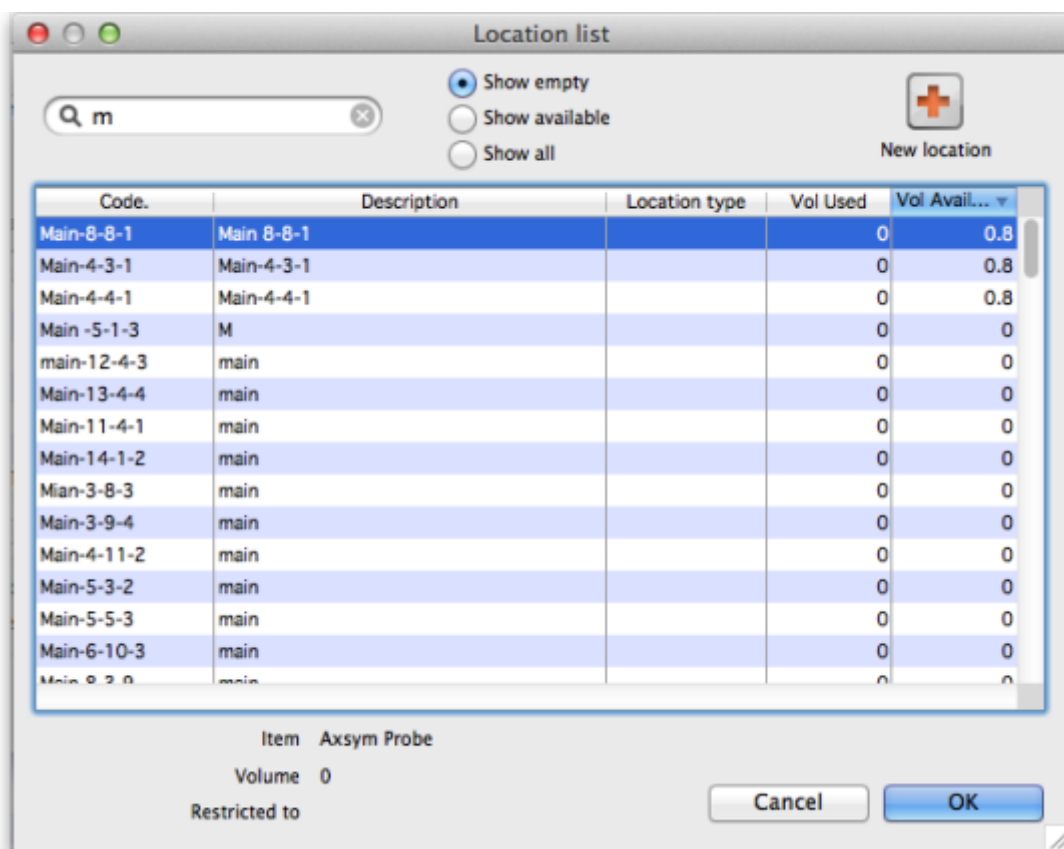 Location list
m
Show empty
Show available
Show all
New location
Code. Description Location type Vol Used Vol Avail...
Main-8-8-1 Main 8-8-1 0 0.8
Main-4-3-1 Main-4-3-1 0 0.8
Main-4-4-1 Main-4-4-1 0 0.8
Main -5-1-3 M 0 0
main-12-4-3 main 0 0
Main-13-4-4 main 0 0
Main-11-4-1 main 0 0
Main-14-1-2 main 0 0
Mian-3-8-3 main 0 0
Main-3-9-4 main 0 0
Main-4-11-2 main 0 0
Main-5-3-2 main 0 0
Main-5-5-3 main 0 0
Main-6-10-3 main 0 0
main 0 0
Item Axsym Probe
Volume 0
Restricted to
Cancel OK